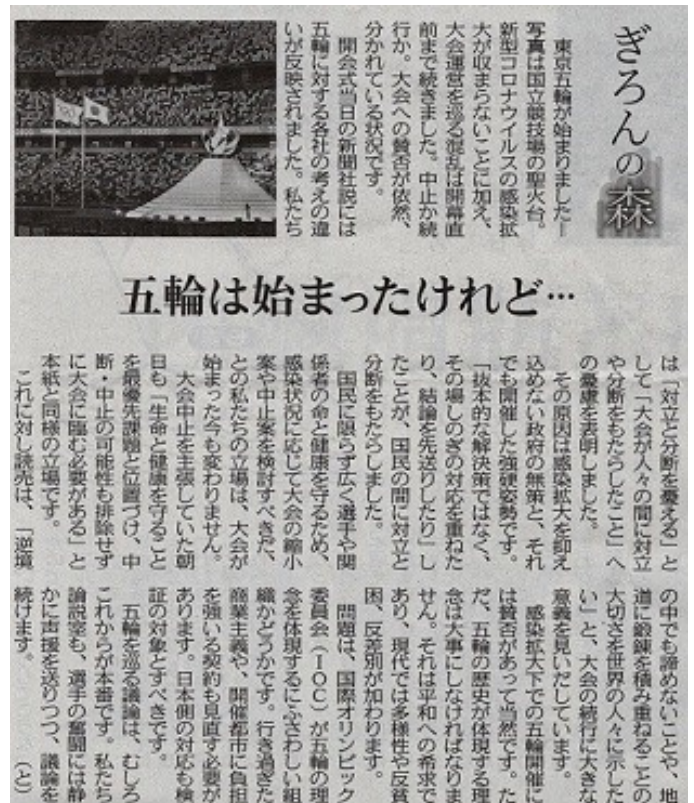 ぎろんの森
東京五輪が始まりました―
写真は国立競技場の聖火台。
新型コロナウイルスの感染拡
大が収まらないことに加え、
大会運営を巡る混乱は開幕直
前まで続きました。中止か続
行か。大会への賛否が依然、
分かれている状況です。
開会式当日の新聞社説には
五輪に対する各社の考えの違
いが反映されました。私たち
五輪は始まったけれど…
は「対立と分断を憂える」と
して「大会が人々の間に対立
や分断をもたらしたこと」へ
の憂慮を表明しました。
その原因は感染拡大を抑え
込めない政府の無策と、それ
でも開催した強硬姿勢です。
「抜本的な解決策ではなく、
その場しのぎの対応を重ねた
り、結論を先送りしたり」し
たことが、国民の間に対立と
分断をもたらしました。
国民に限らず広く選手や関
係者の命と健康を守るため、
感染状況に応じて大会の縮小
案や中止案を検討すべきだ、
との私たちの立場は、大会が
始まった今も変わりません。
大会中止を主張していた朝
日も「生命と健康を守ること
を最優先課題と位置づけ、中
断・中止の可能性も排除せず
に大会に臨む必要がある」と
本紙と同様の立場です。
これに対し読売は、「逆境
の中でも諦めないことや、地
道に鍛錬を積み重ねることの
大切さを世界の人々に示した
い」と、大会の続行に大きな
意義を見いだしています。
感染拡大下での五輪開催に
は賛否があって当然です。た
だ、五輪の歴史が体現する理
念は大事にしなければなりま
せん。それは平和への希求で
あり、現代では多様性や反貧
困、反差別が加わります。
問題は、国際オリンピック
委員会（ＩＯＣ）が五輪の理
念を体現するにふさわしい組
織かどうかです。行き過ぎた
商業主義や、開催都市に負担
を強いる契約も見直す必要が
あります。日本側の対応も検
証の対象とすべきです。
五輪を巡る議論は、むしろ
これからが本番です。私たち
論説室も、選手の奮闘には静
かに声援を送りつつ、議論を
続けます。　（と）